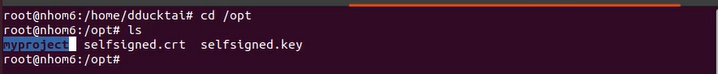 root@nhom6:/home/dducktai# cd /opt
root@nhom6:/opt# ls
myproject  selfsigned.crt  selfsigned.key
root@nhom6:/opt#